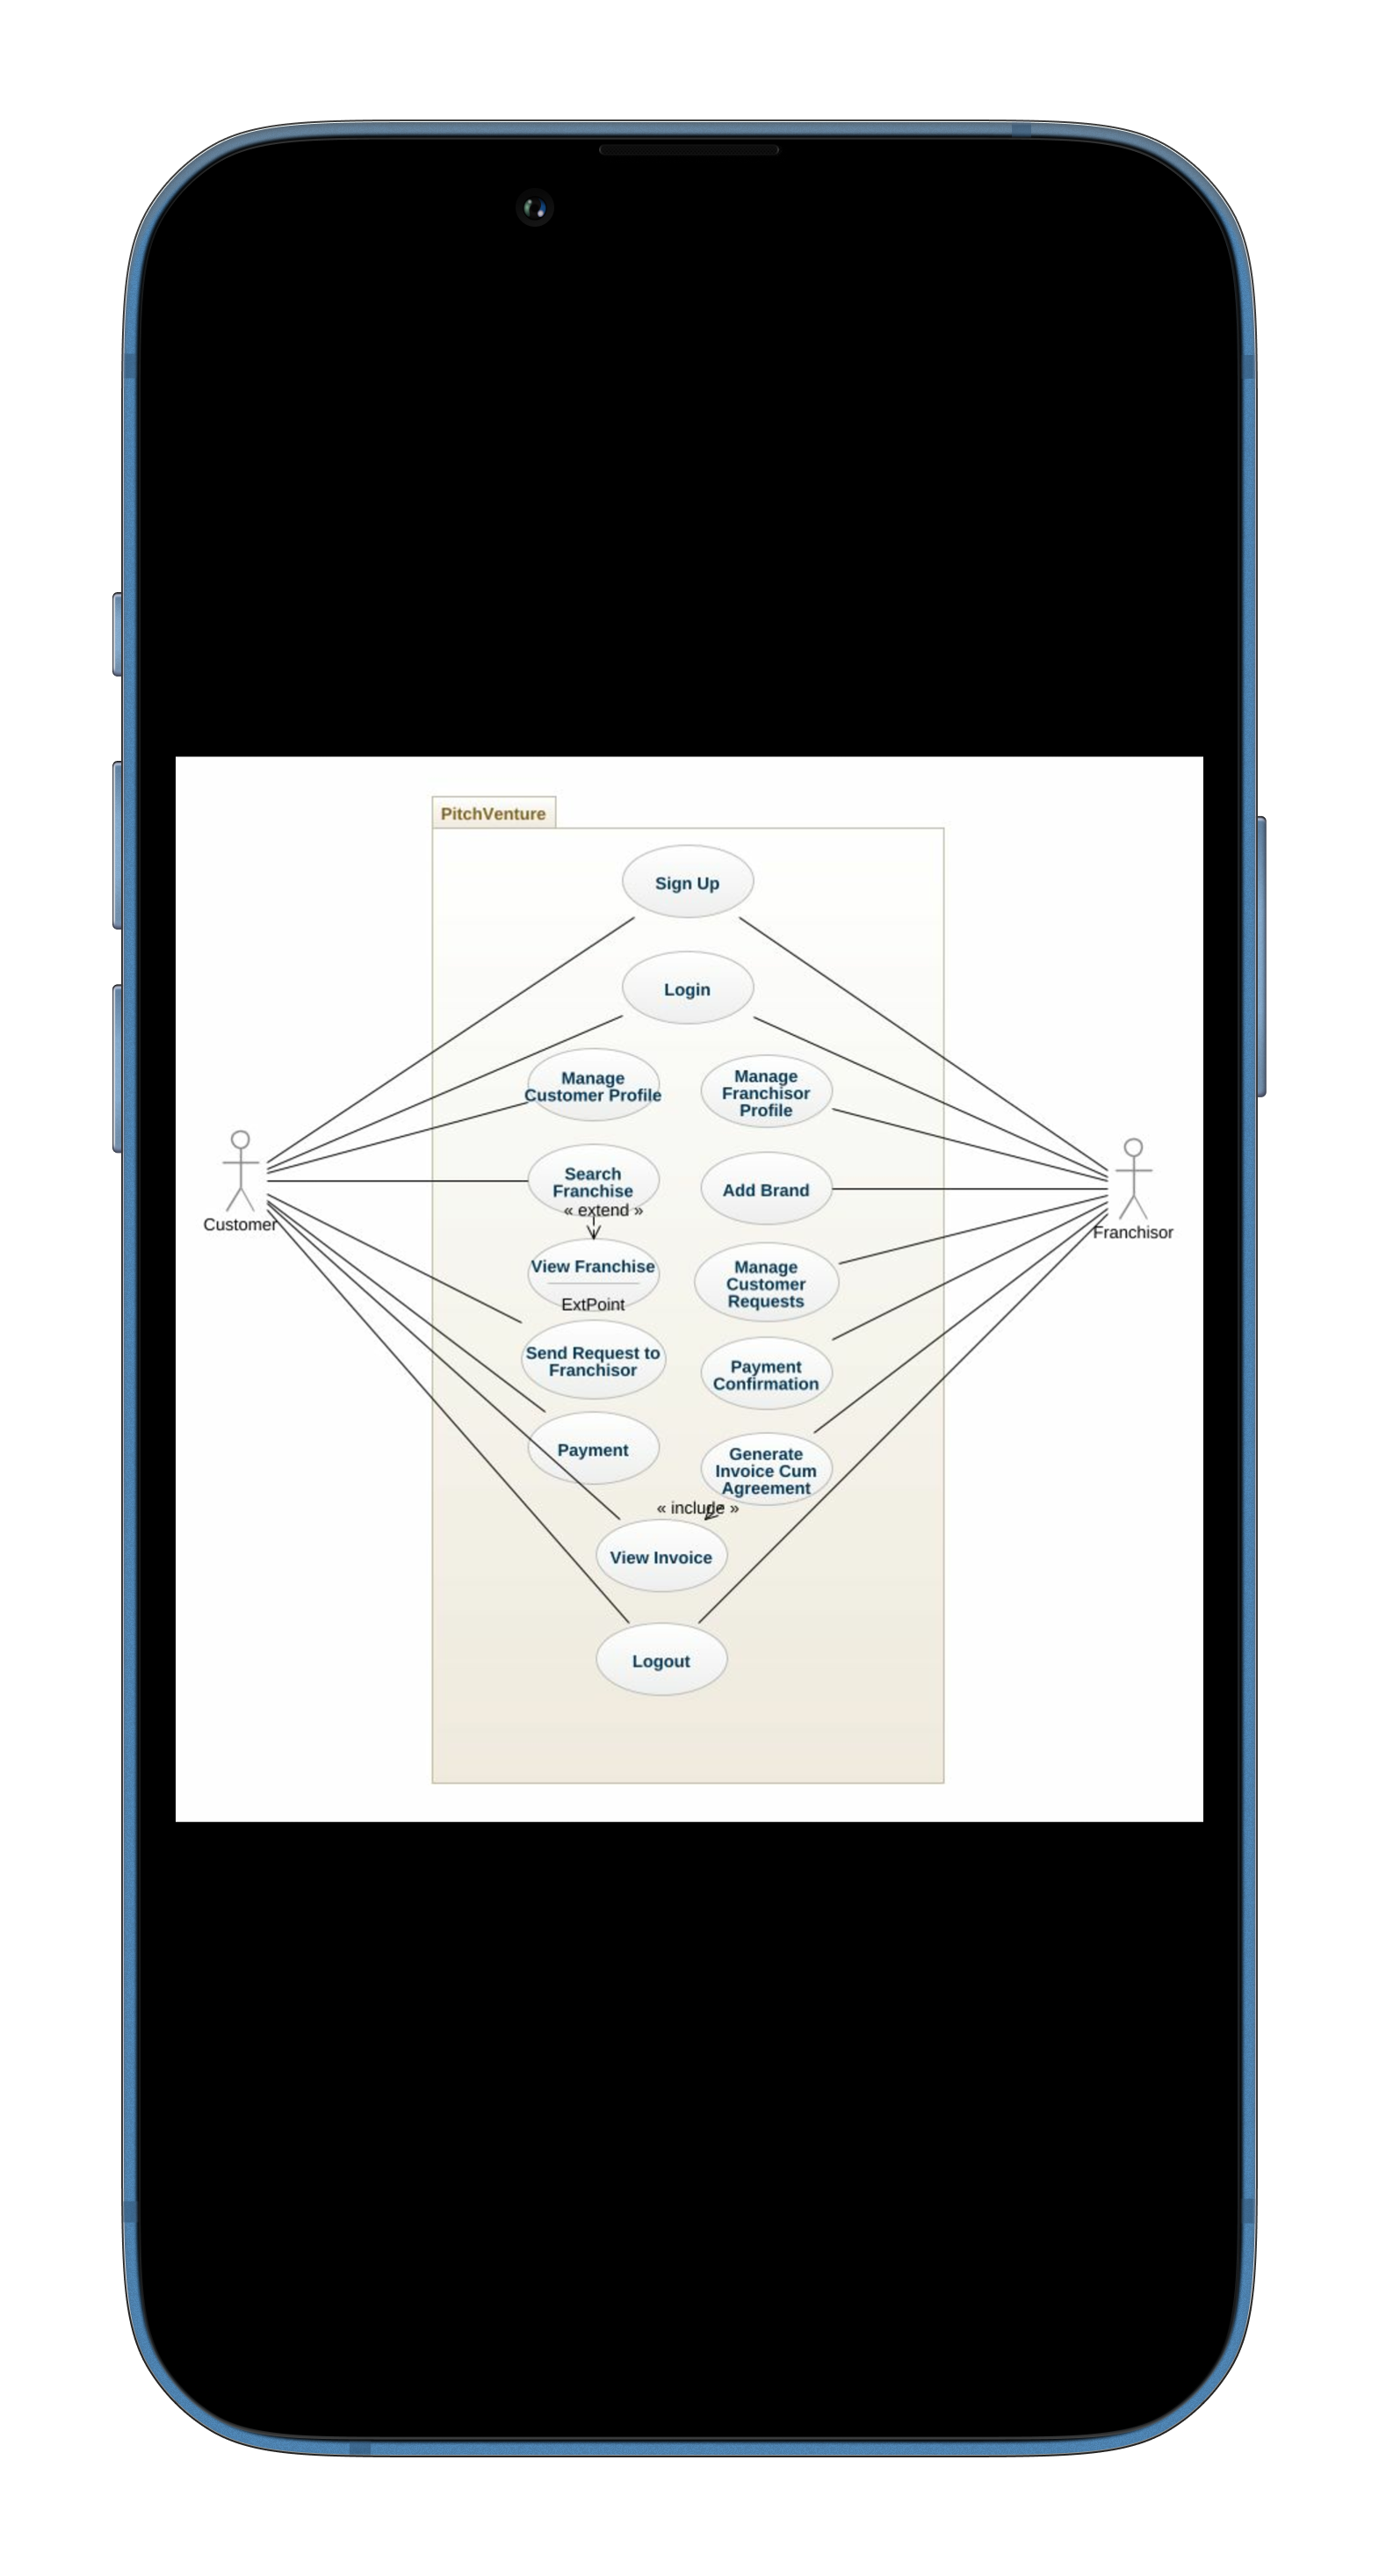 PitchVenture
Sign Up
Login
Manage
Customer Profile
Manage
Franchisor
Profile
Search
Franchise
« extend »
Add Brand
Customer
Franchisor
View Franchise
ExtPoint
Manage
Customer
Requests
Send Request to
Franchisor
Payment
Confirmation
Payment
Generate
Invoice Cum
Agreement
« include »
View Invoice
Logout